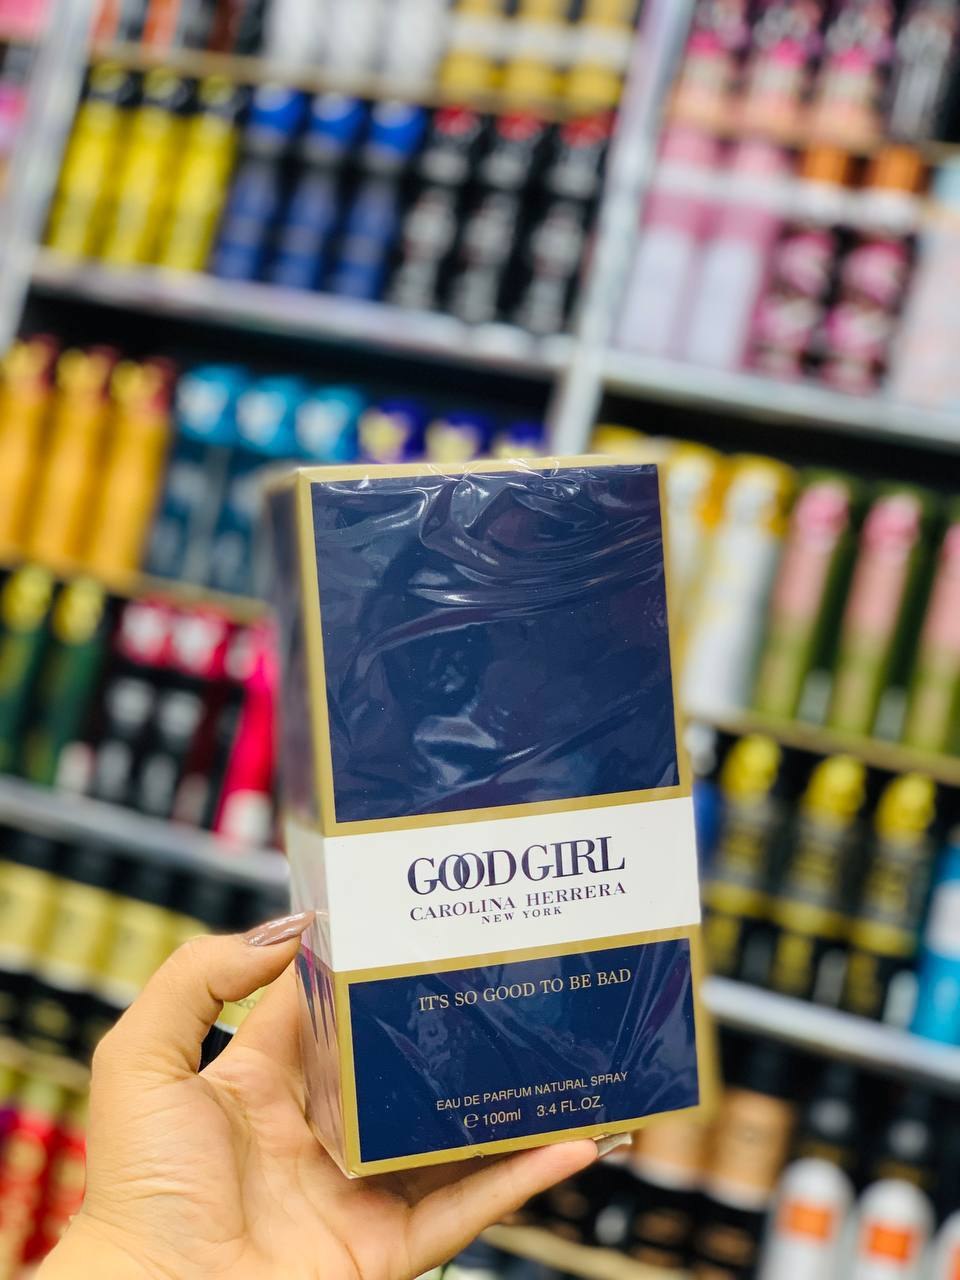 GOOD GIRL
CAROLINA HERRERA
NEW YORK
IT'S SO GOOD TO BE BAD
EAU DE PARFUM NATURAL SPRAY
℮ 100ml 3.4 FL.OZ.